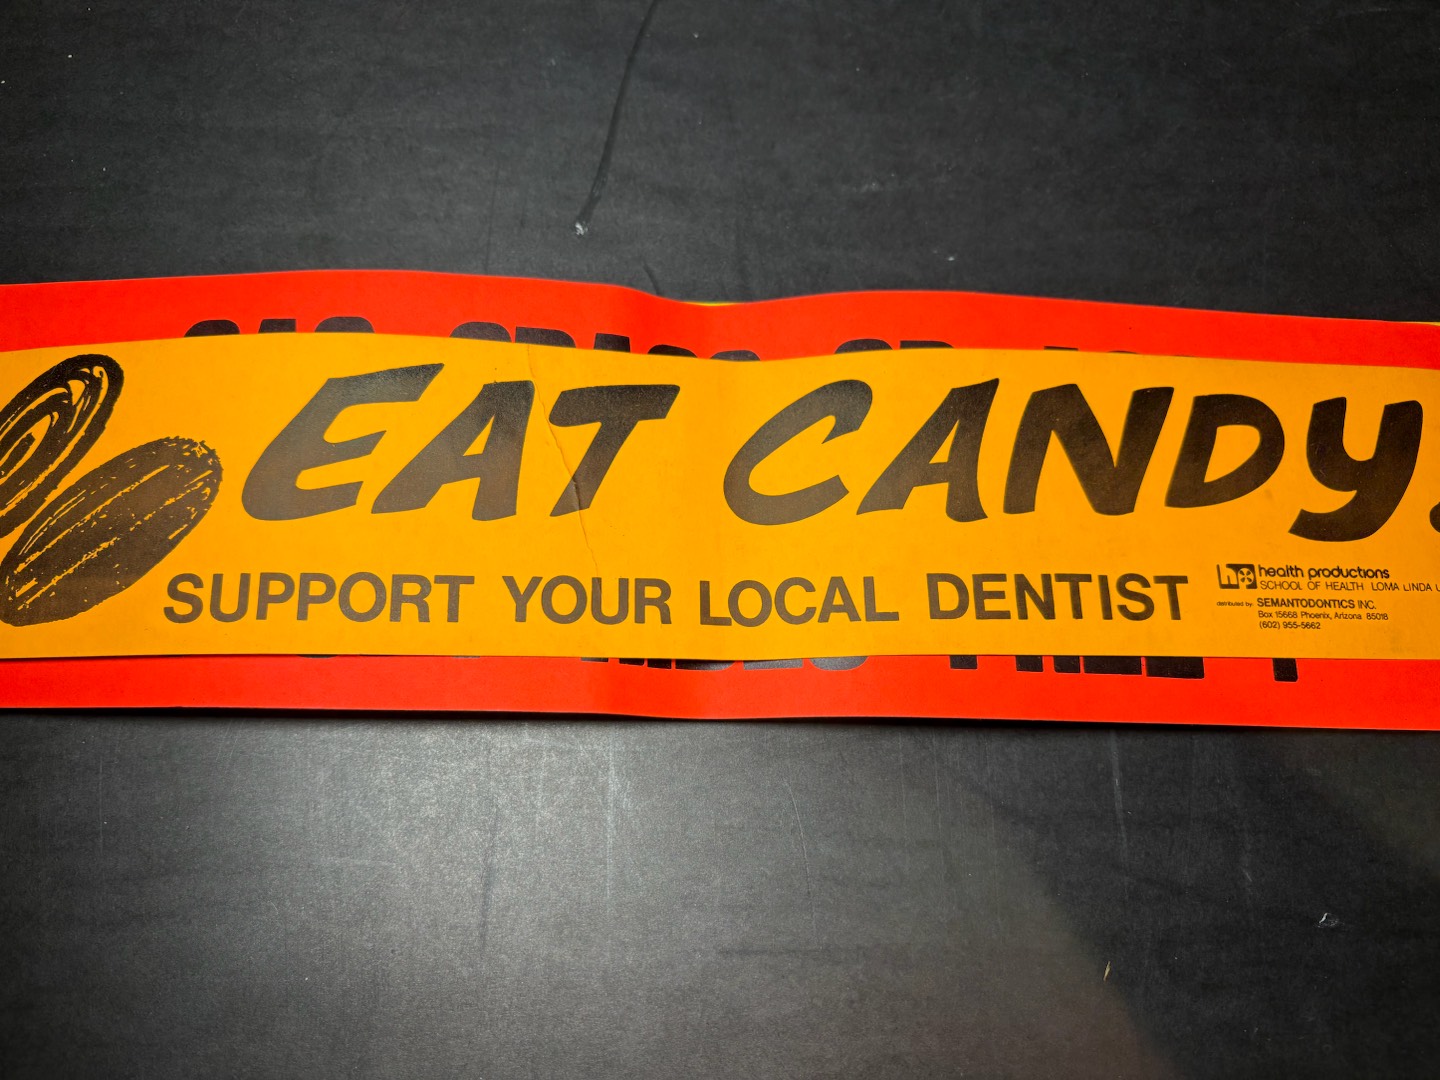 EAT CANDY.
SUPPORT YOUR LOCAL DENTIST
health productions
SCHOOL OF HEALTH LOMA LINDA
distributed by: SEMANTODONTICS INC.
Box 15668 Phoenix, Arizona 85018
(602) 955-5662